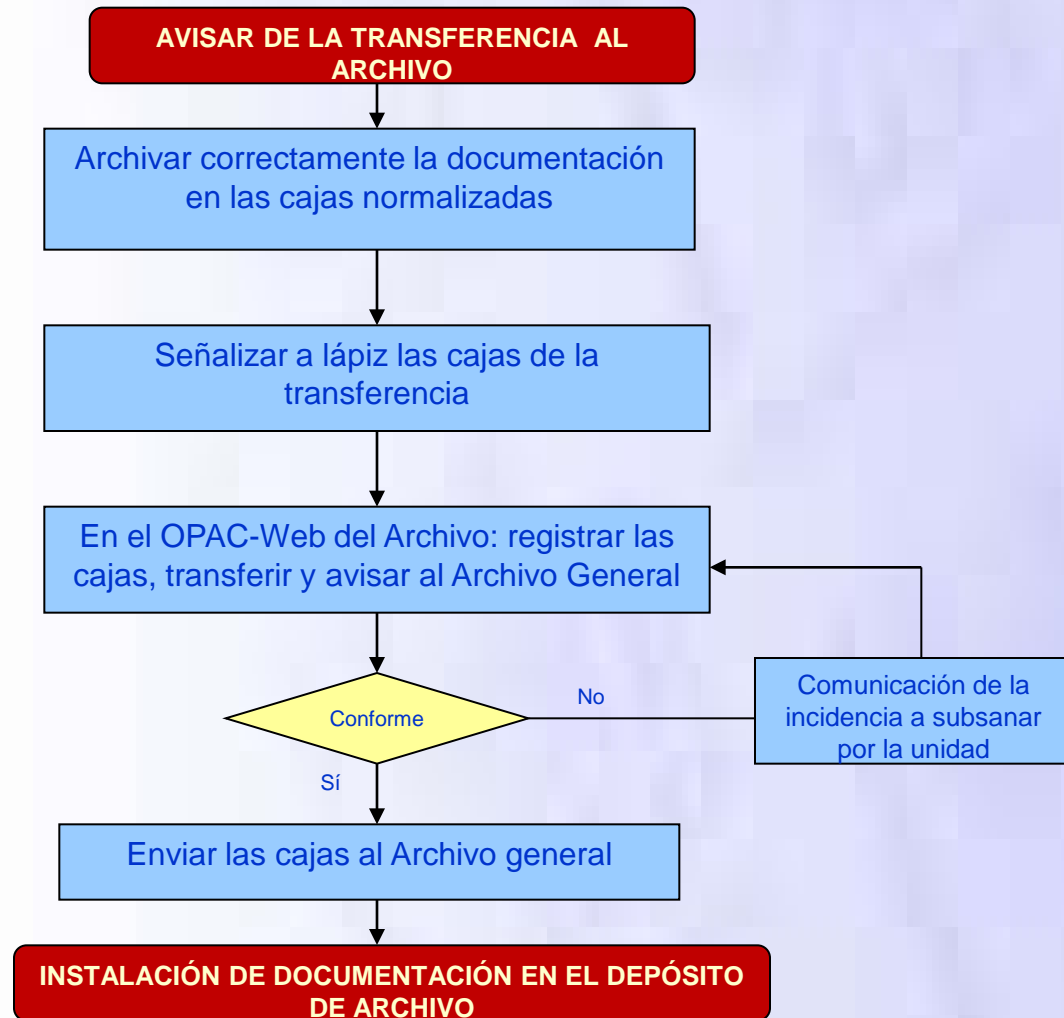 AVISAR DE LA TRANSFERENCIA AL
ARCHIVO
Archivar correctamente la documentación
en las cajas normalizadas
Señalizar a lápiz las cajas de la
transferencia
En el OPAC-Web del Archivo: registrar las
cajas, transferir y avisar al Archivo General
Conforme
No
Comunicación de la
incidencia a subsanar
por la unidad
Sí
Enviar las cajas al Archivo general
INSTALACIÓN DE DOCUMENTACIÓN EN EL DEPÓSITO
DE ARCHIVO